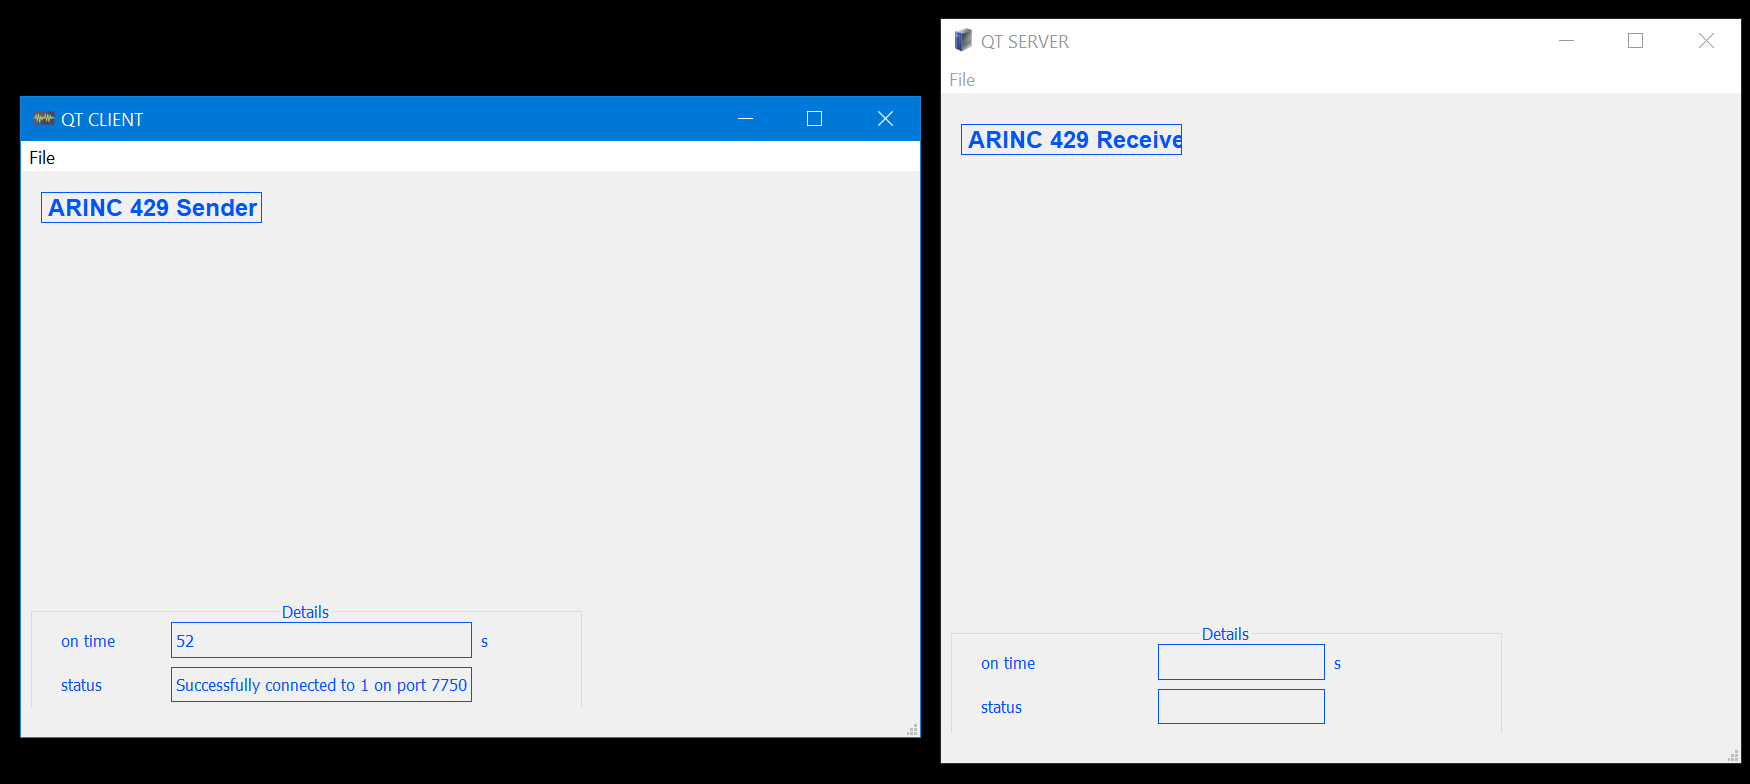 QT CLIENT
File
ARINC 429 Sender
Details
on time 52 s
status Successfully connected to 1 on port 7750
QT SERVER
File
ARINC 429 Receive
Details
on time s
status